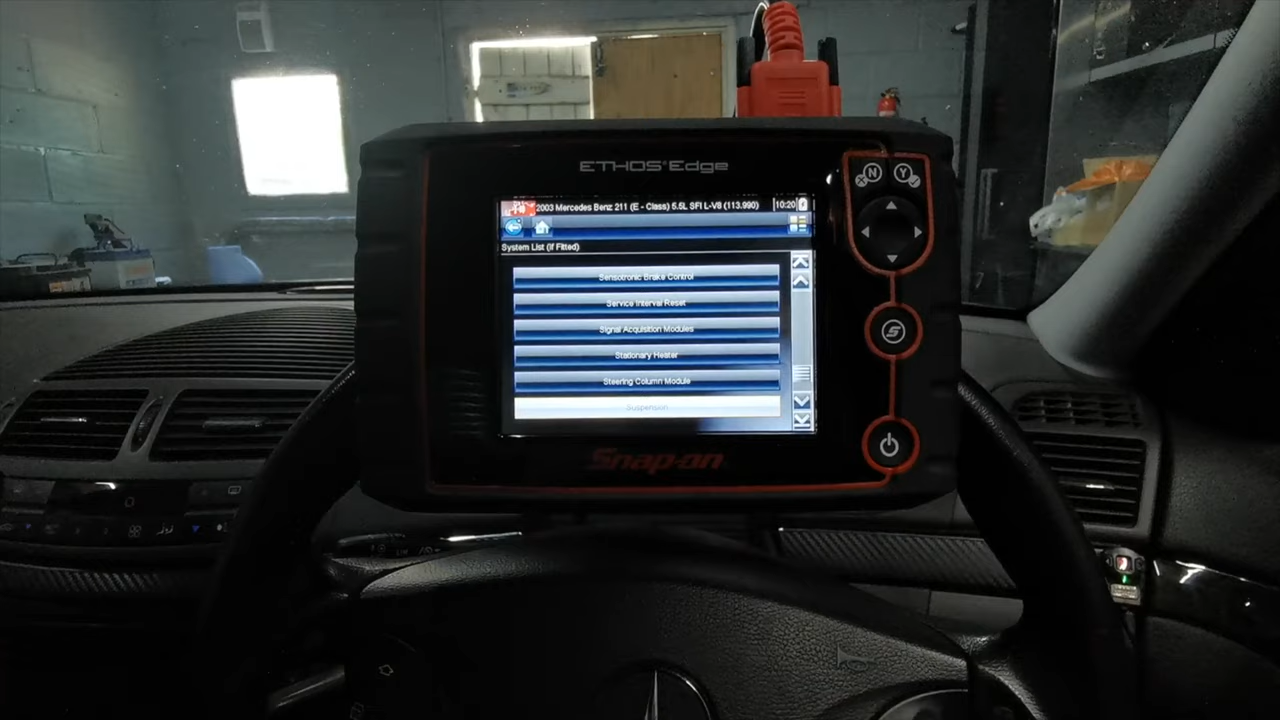 ETHOS® Edge
N
Y
2003 Mercedes Benz 211 (E - Class) 5.5L SFI L-V8 (113.990)
10:20
System List (If Fitted)
Sensotronic Brake Control
Service Interval Reset
Signal Acquisition Modules
Stationary Heater
Steering Column Module
Suspension
S
Snap-on